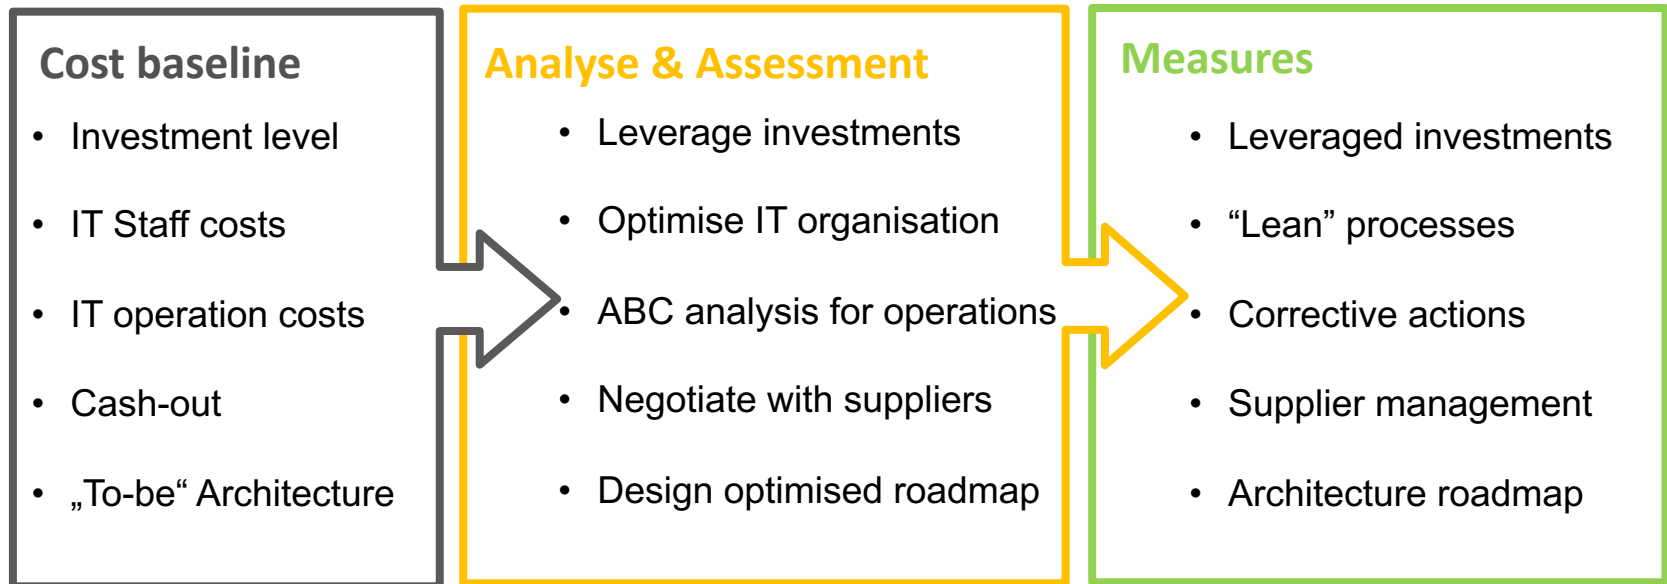 Cost baseline
• Investment level
• IT Staff costs
• IT operation costs
• Cash-out
• „To-be“ Architecture
Analyse & Assessment
• Leverage investments
• Optimise IT organisation
• ABC analysis for operations
• Negotiate with suppliers
• Design optimised roadmap
Measures
• Leveraged investments
• “Lean” processes
• Corrective actions
• Supplier management
• Architecture roadmap